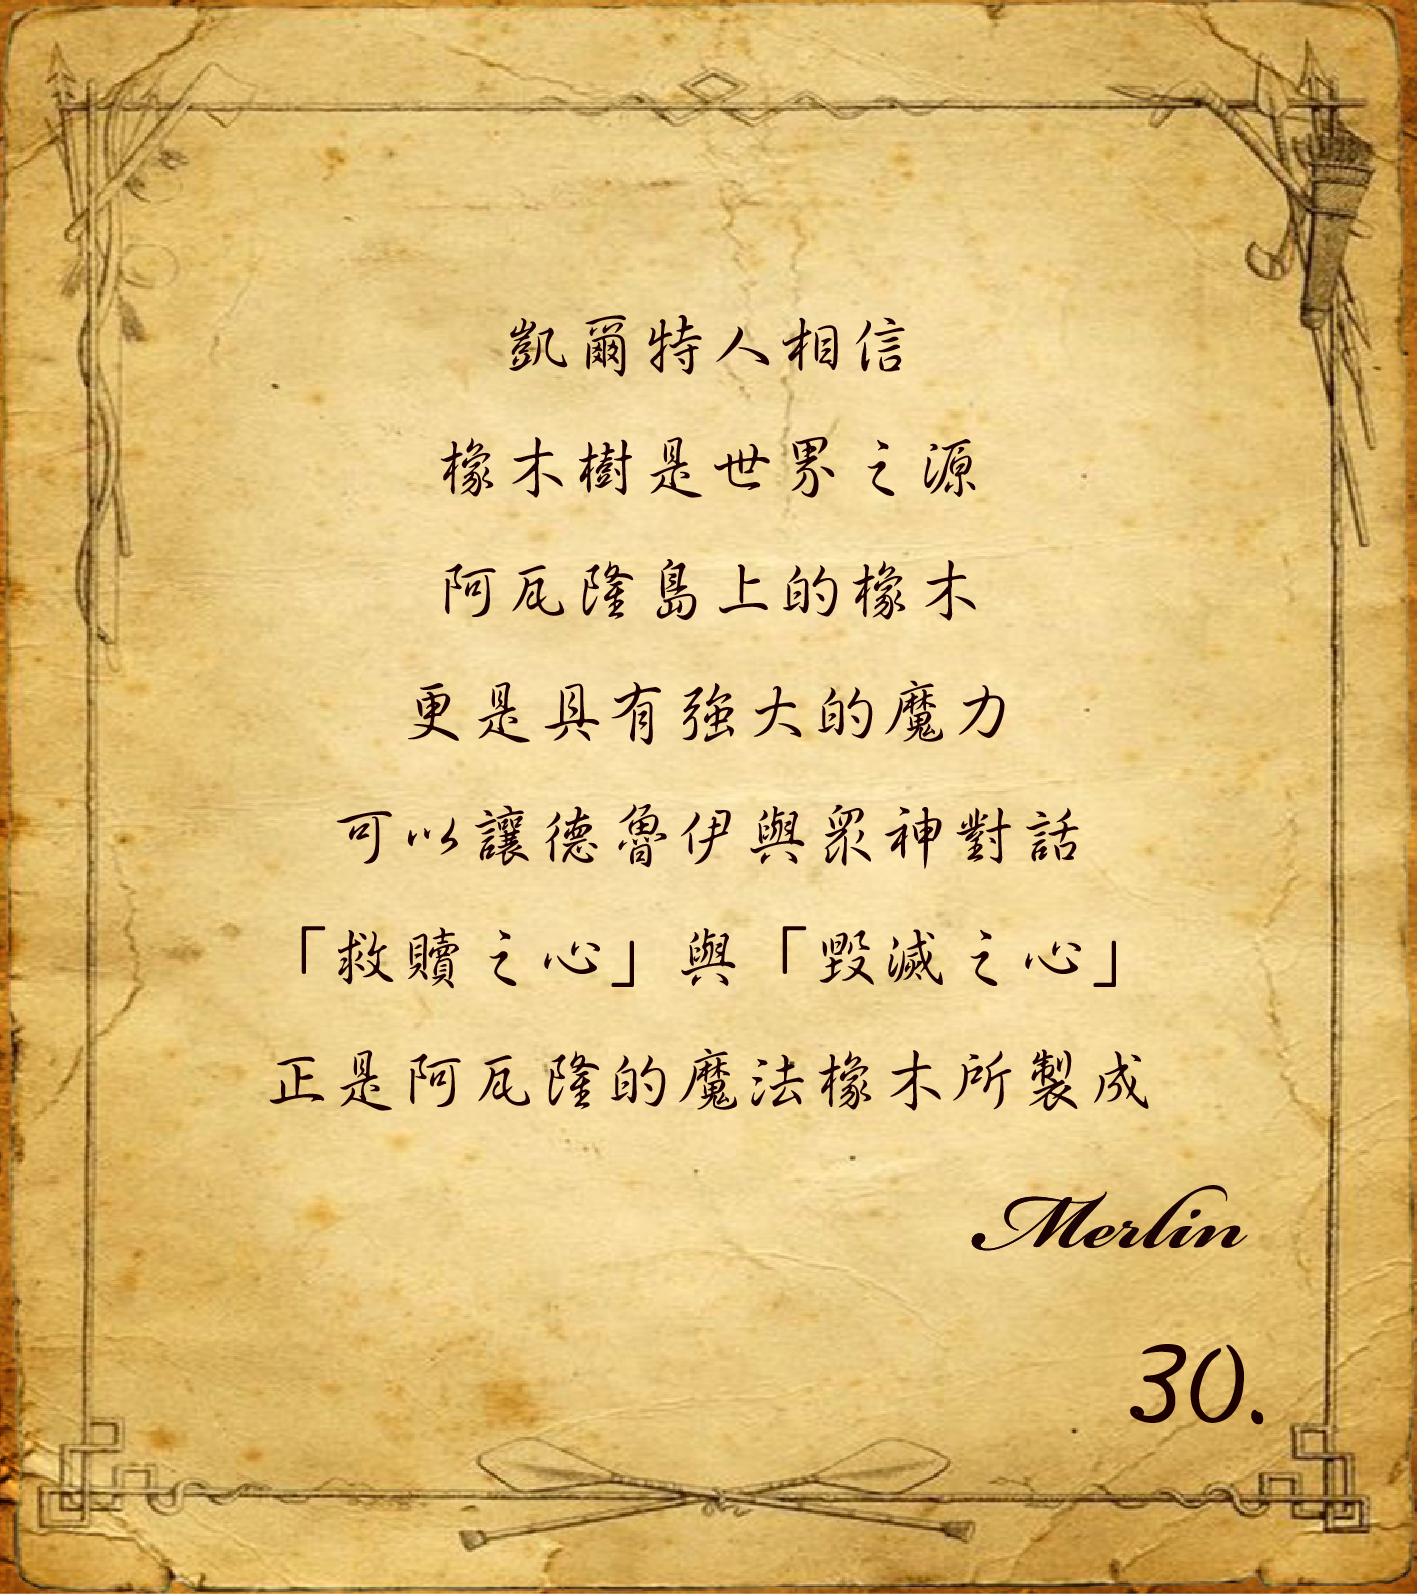 凱爾特人相信
橡木樹是世界之源
阿瓦隆島上的橡木
更是具有強大的魔力
可以讓德魯伊與眾神對話
「救贖之心」與「毀滅之心」
正是阿瓦隆的魔法橡木所製成
Merlin
30.